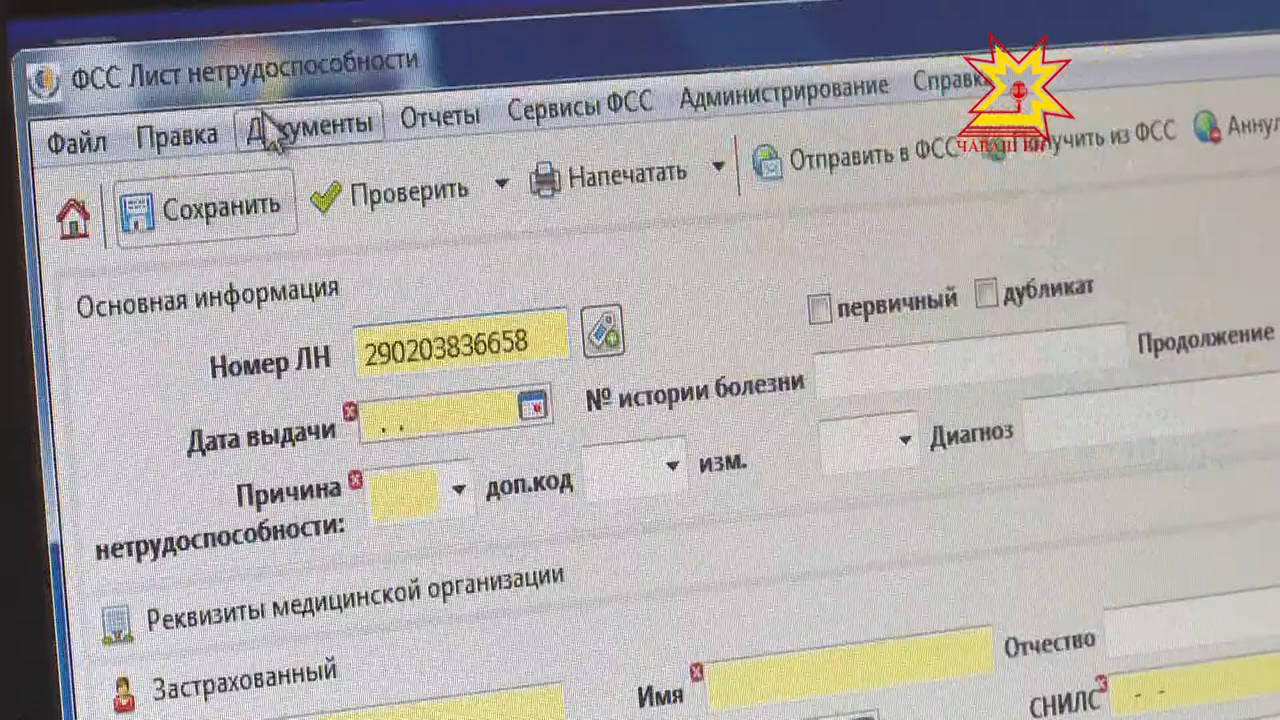 ФСС Лист нетрудоспособности
Файл Правка Документы Отчеты Сервисы ФСС Администрирование Справка
Сохранить Проверить Напечатать Отправить в ФСС Получить из ФСС
Основная информация
первичный дубликат
Номер ЛН 290203836658
№ истории болезни Продолжение
Дата выдачи . .
Причина нетрудоспособности: доп.код изм. Диагноз
Реквизиты медицинской организации
Застрахованный
Имя Отчество
СНИЛС - -